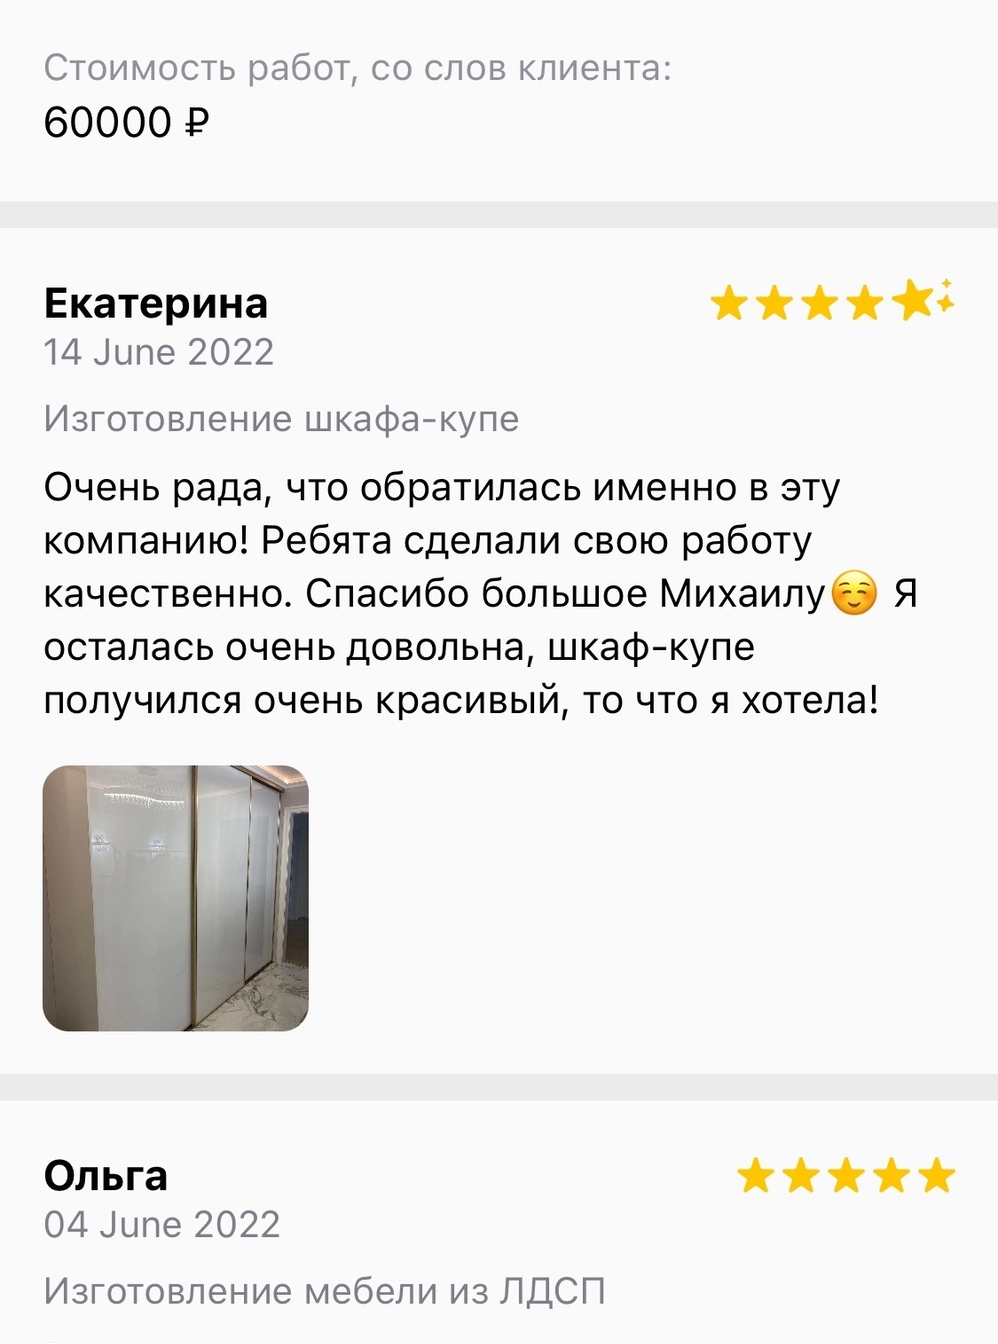 Стоимость работ, со слов клиента:
60000 ₽
Екатерина
14 June 2022
Изготовление шкафа-купе
Очень рада, что обратилась именно в эту
компанию! Ребята сделали свою работу
качественно. Спасибо большое Михаилу☺️ Я
осталась очень довольна, шкаф-купе
получился очень красивый, то что я хотела!
Ольга
04 June 2022
Изготовление мебели из ЛДСП